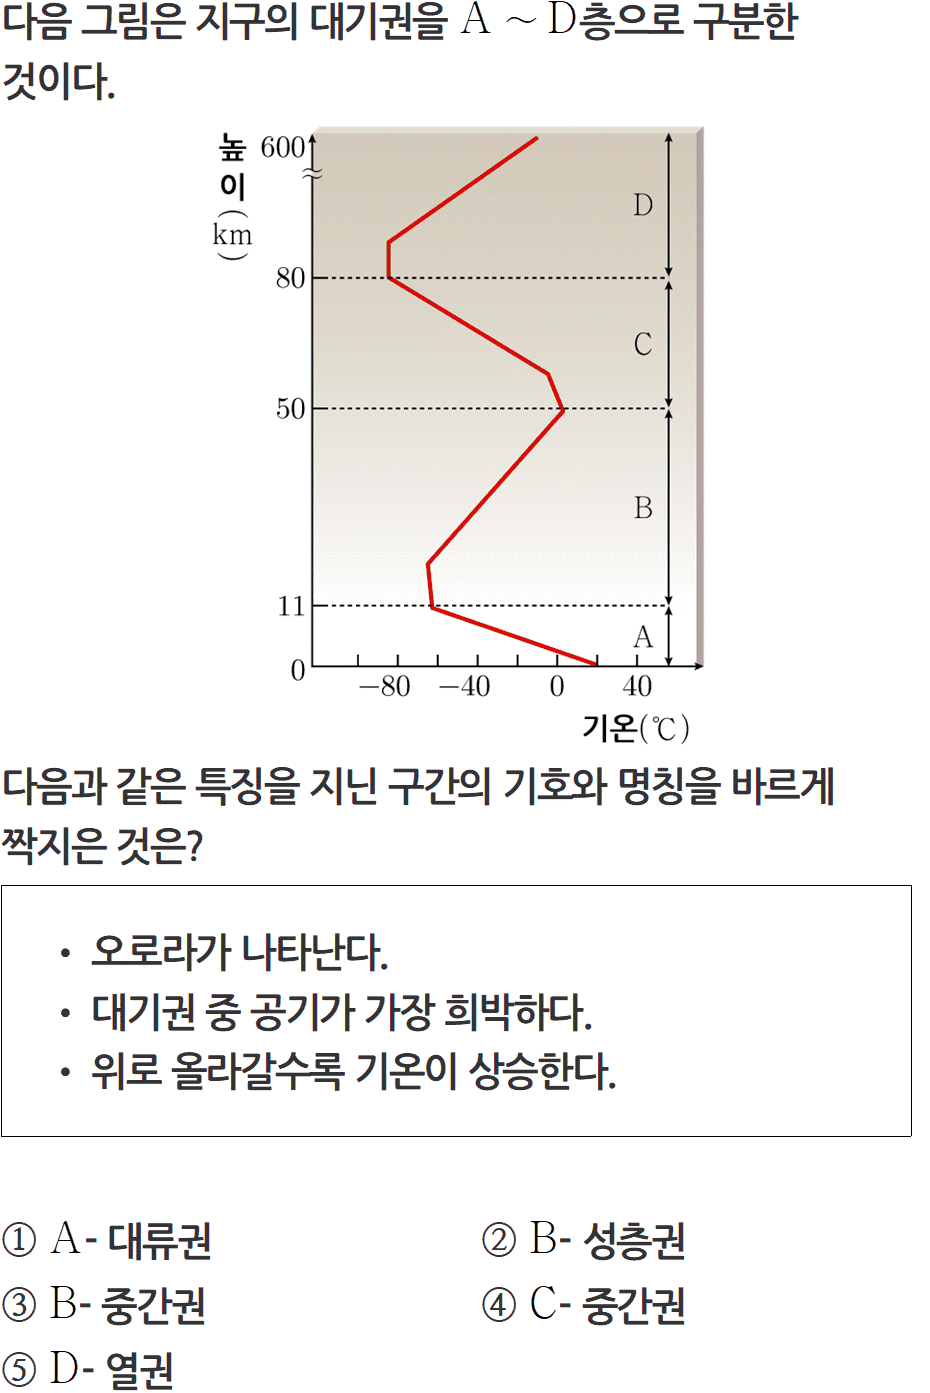 다음 그림은 지구의 대기권을 A ~ D층으로 구분한
것이다.
높이(km)
600
80
50
11
0
D
C
B
A
-80 -40 0 40
기온(℃)
다음과 같은 특징을 지닌 구간의 기호와 명칭을 바르게
짝지은 것은?
• 오로라가 나타난다.
• 대기권 중 공기가 가장 희박하다.
• 위로 올라갈수록 기온이 상승한다.
① A- 대류권 ② B- 성층권
③ B- 중간권 ④ C- 중간권
⑤ D- 열권